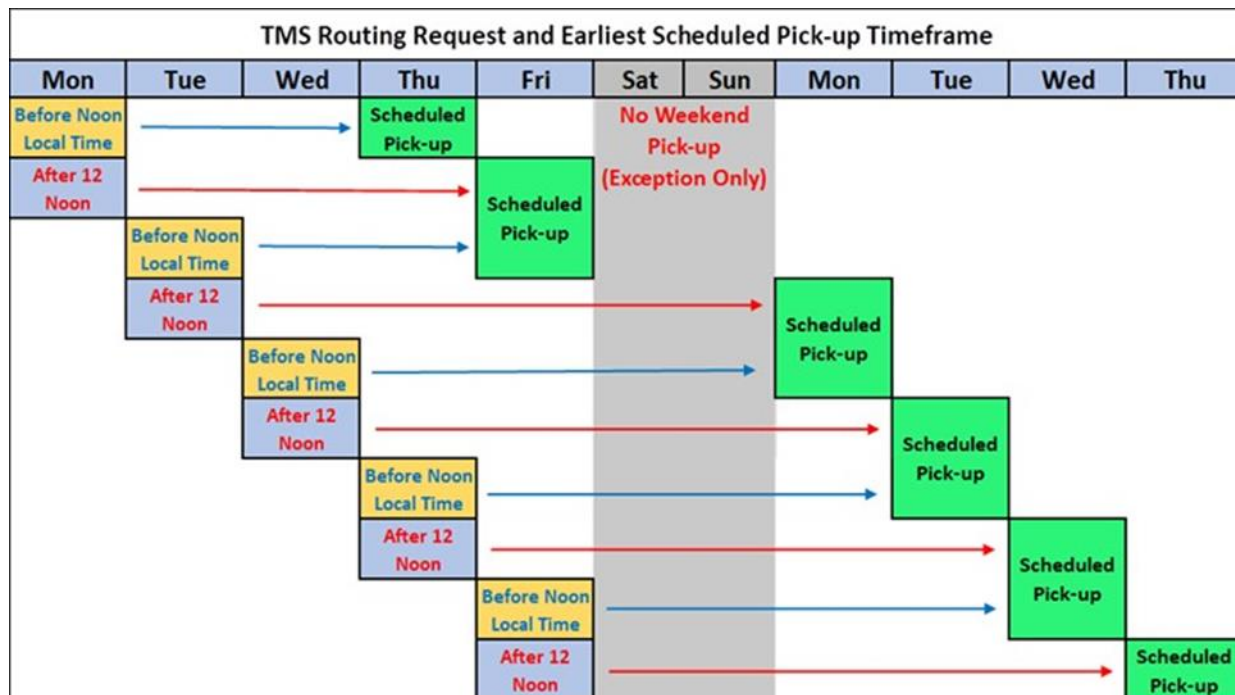 TMS Routing Request and Earliest Scheduled Pick-up Timeframe
Mon Tue Wed Thu Fri Sat Sun Mon Tue Wed Thu
Before Noon
Local Time
Scheduled
Pick-up
No Weekend
Pick-up
(Exception Only)
After 12
Noon
Scheduled
Pick-up
Before Noon
Local Time
After 12
Noon
Scheduled
Pick-up
Before Noon
Local Time
After 12
Noon
Scheduled
Pick-up
Before Noon
Local Time
After 12
Noon
Scheduled
Pick-up
Before Noon
Local Time
After 12
Noon
Scheduled
Pick-up